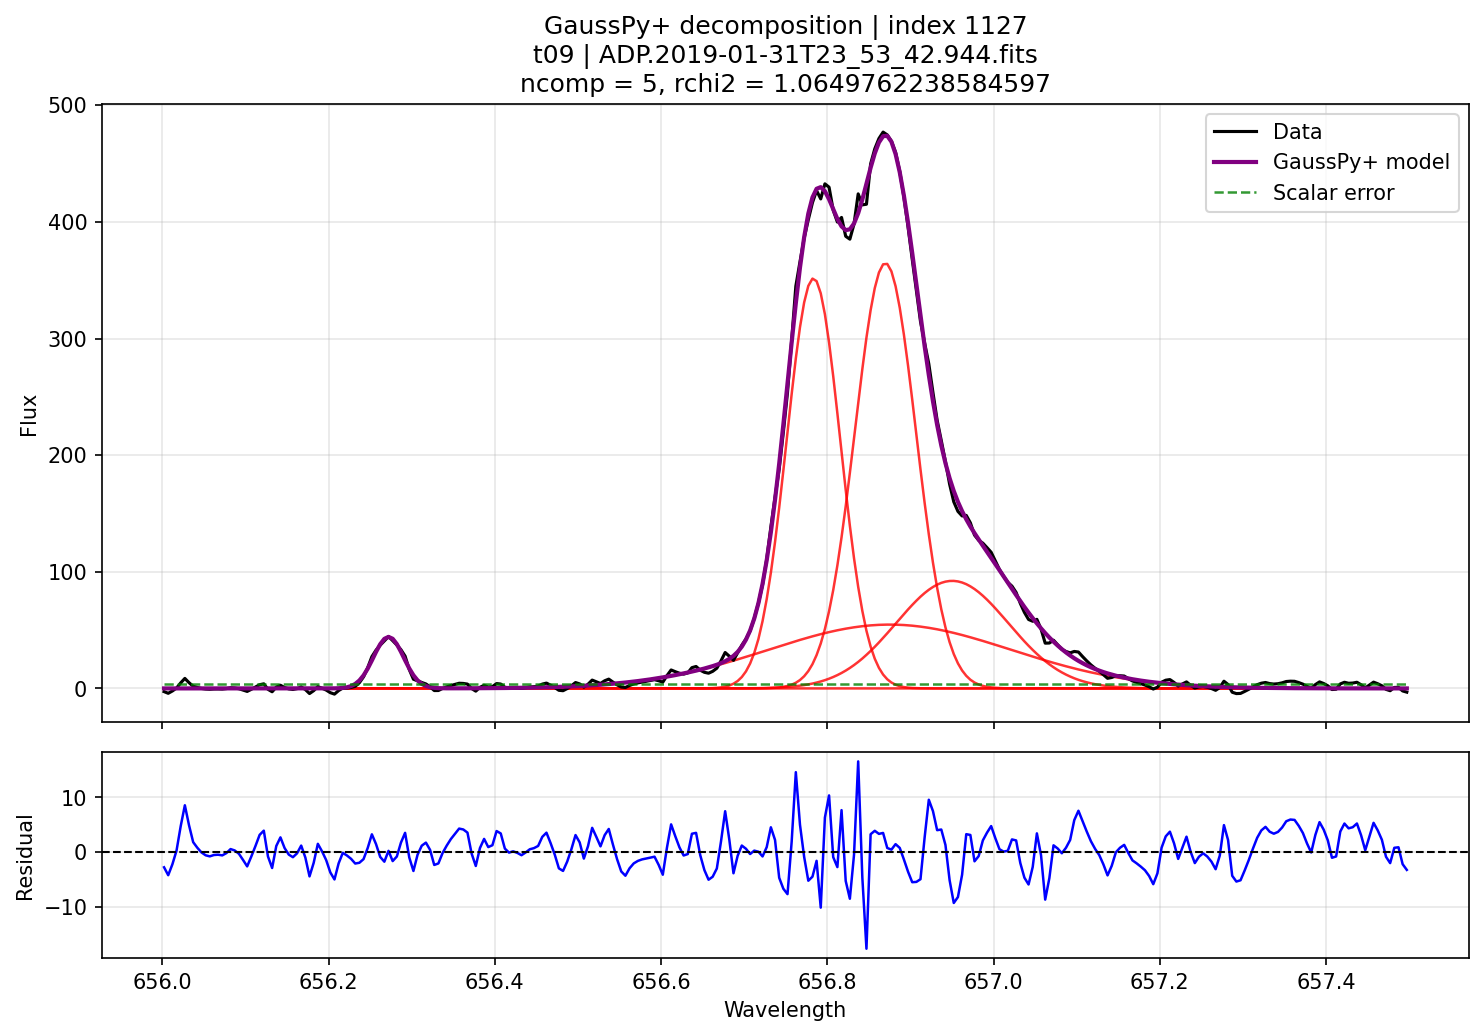 GaussPy+ decomposition | index 1127
t09 | ADP.2019-01-31T23_53_42.944.fits
ncomp = 5, rchi2 = 1.0649762238584597
500
400
300
200
100
0
Flux
Data
GaussPy+ model
Scalar error
10
0
−10
Residual
656.0 656.2 656.4 656.6 656.8 657.0 657.2 657.4
Wavelength